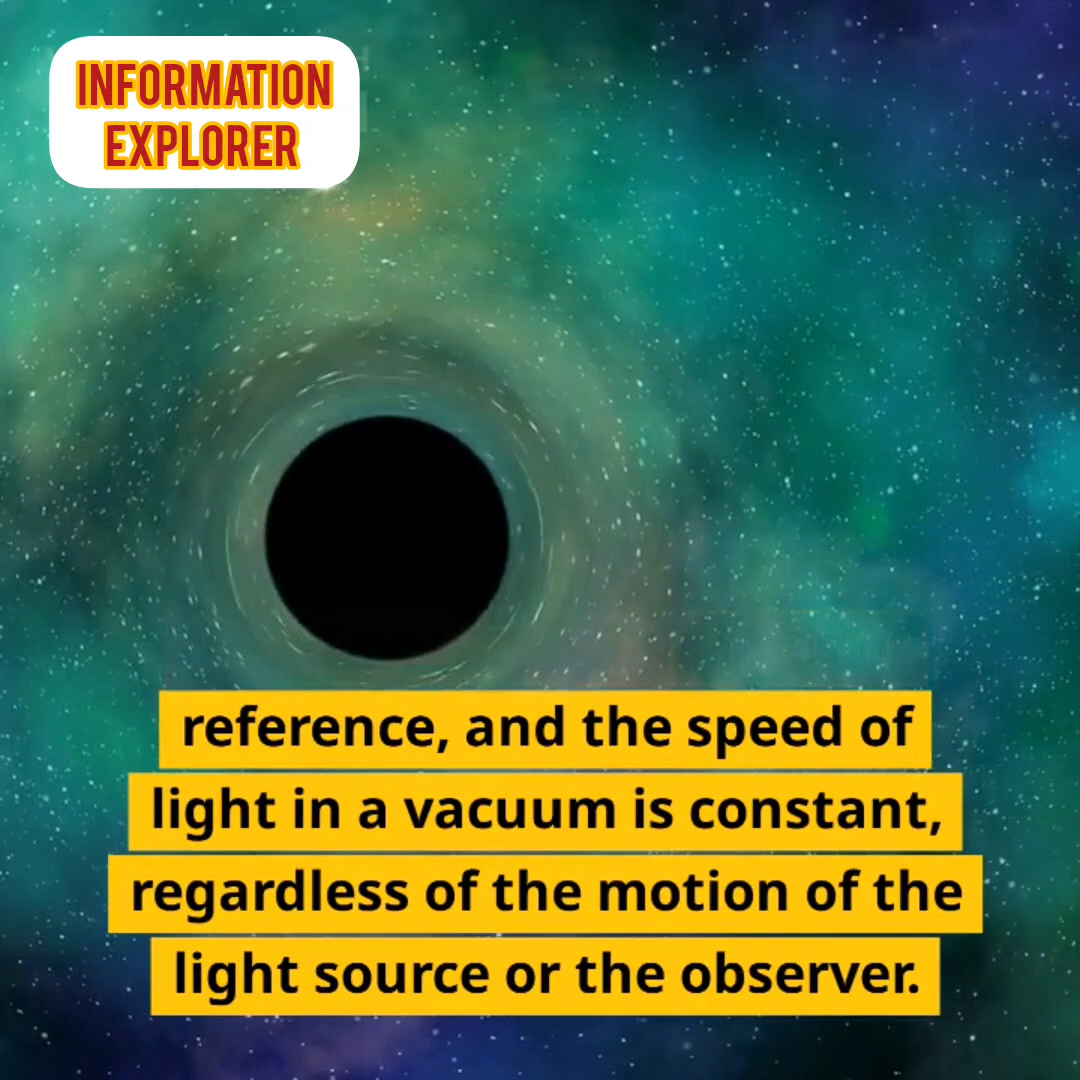 INFORMATION
EXPLORER
reference, and the speed of
light in a vacuum is constant,
regardless of the motion of the
light source or the observer.